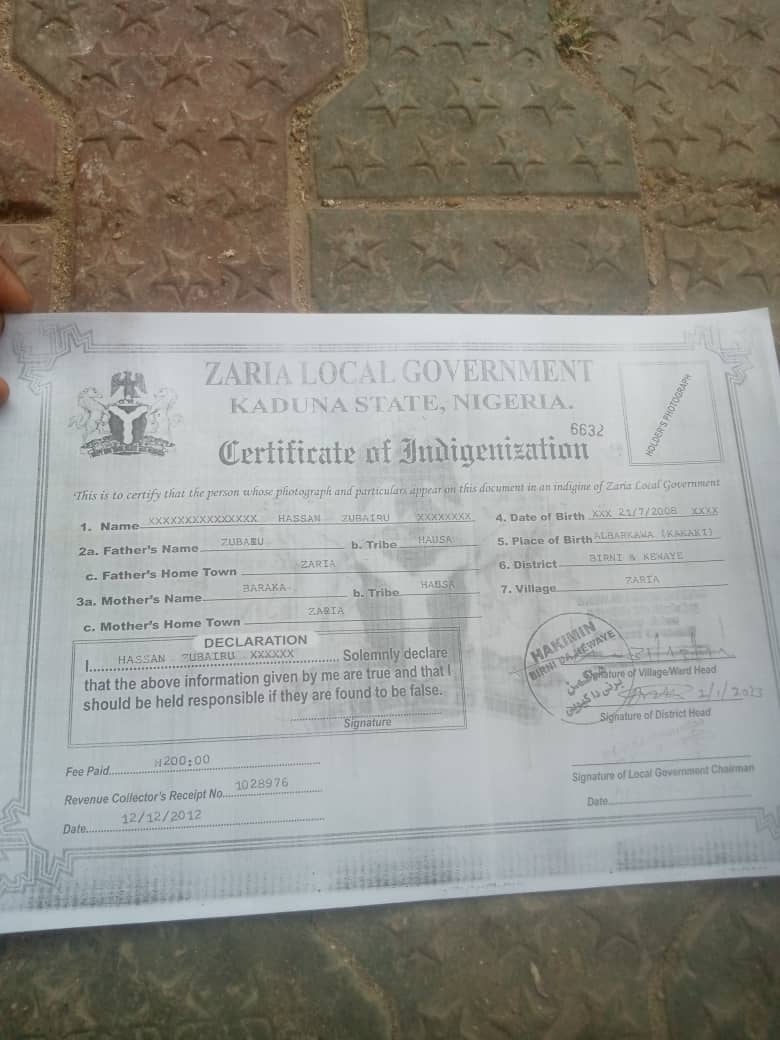 ZARIA LOCAL GOVERNMENT
KADUNA STATE, NIGERIA.
6632
Certificate of Indigenization
HOLDER'S PHOTOGRAPH
This is to certify that the person whose photograph and particulars appear on this document in an indigine of Zaria Local Government
1. Name XXXXXXXXXXXXXXX HASSAN - ZUBAIRU XXXXXXXX
2a. Father's Name ZUBAIRU b. Tribe HAUSA
c. Father's Home Town ZARIA
3a. Mother's Name BARAKA b. Tribe HAUSA
c. Mother's Home Town ZARIA
4. Date of Birth XXX 21/7/2008 XXXX
5. Place of Birth ALBARKAWA (KAKAKI)
6. District BIRNI & KEWAYE
7. Village ZARIA
DECLARATION
I HASSAN - ZUBAIRU - XXXXXX Solemnly declare
that the above information given by me are true and that I
should be held responsible if they are found to be false.
Signature
HAKIMIN
BIRNI DA KEWAYE
Signature of Village/Ward Head
2/1/2023
Signature of District Head
Signature of Local Government Chairman
Date
Fee Paid ₦200:00
Revenue Collector's Receipt No. 1028976
Date 12/12/2012